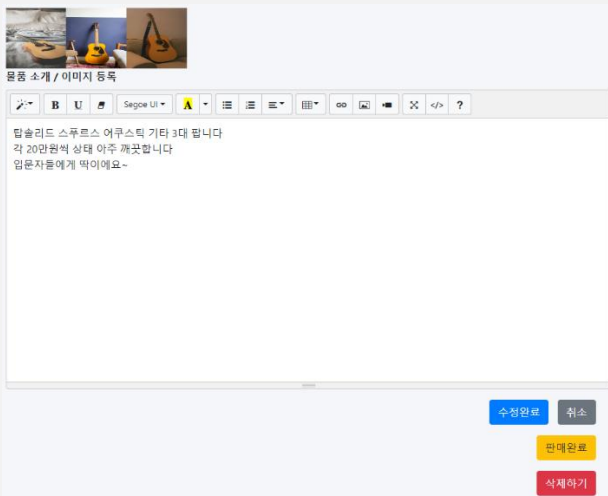 물품 소개 / 이미지 등록
B U Segoe UI A </> ?
탑솔리드 스푸르스 어쿠스틱 기타 3대 팝니다
각 20만원씩 상태 아주 깨끗합니다
입문자들에게 딱이에요~
수정완료 취소
판매완료
삭제하기